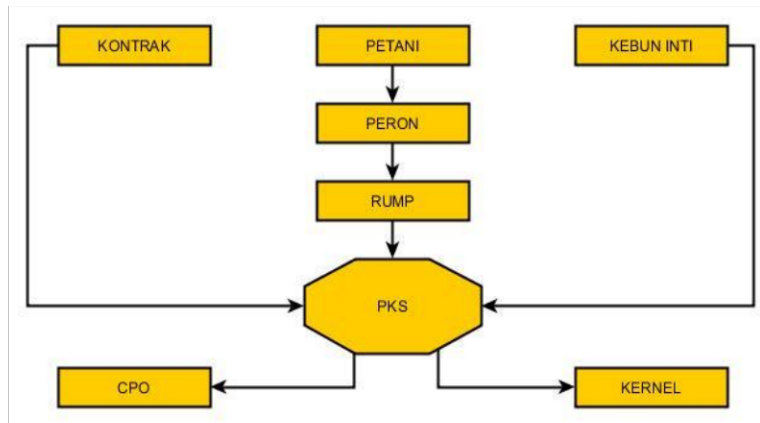 KONTRAK
PETANI
KEBUN INTI
PERON
RUMP
PKS
CPO
KERNEL